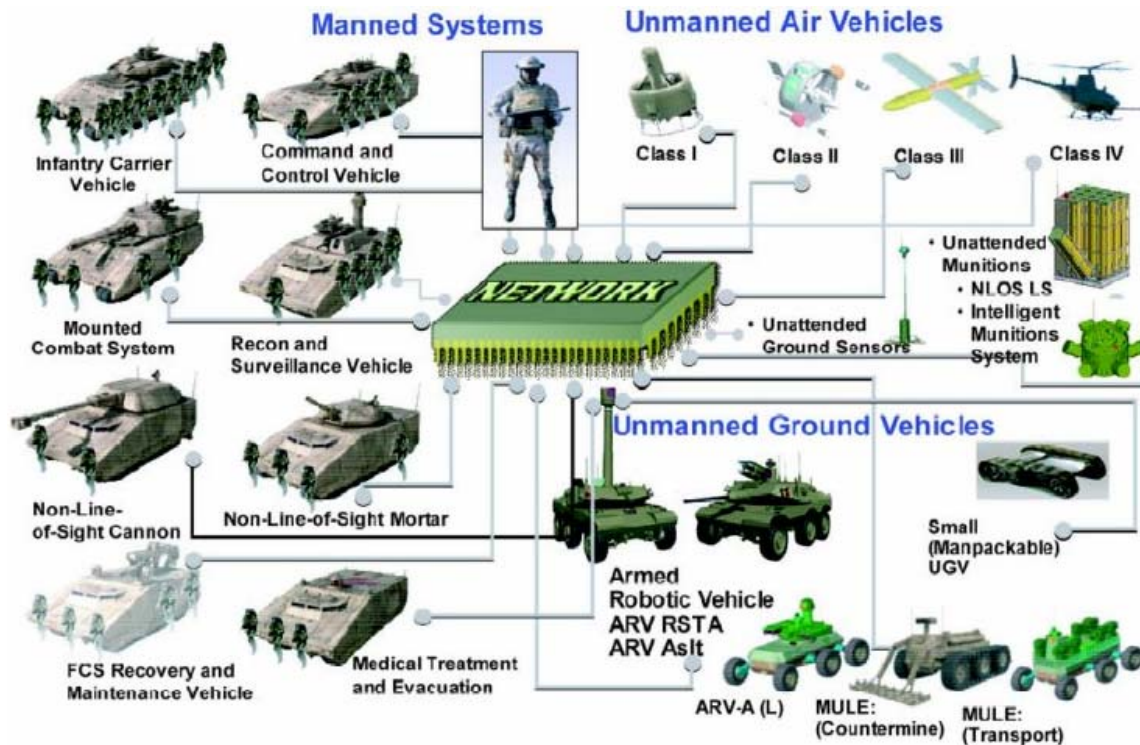 Manned Systems
Unmanned Air Vehicles
Infantry Carrier
Vehicle
Command and
Control Vehicle
Class I
Class II
Class III
Class IV
Mounted
Combat System
Recon and
Surveillance Vehicle
NETWORK
• Unattended
Ground Sensors
• Unattended
Munitions
• NLOS LS
• Intelligent
Munitions
System
Non-Line-
of-Sight Cannon
Non-Line-of-Sight Mortar
Unmanned Ground Vehicles
Small
(Manpackable)
UGV
Armed
Robotic Vehicle
ARV RSTA
ARV Aslt
FCS Recovery and
Maintenance Vehicle
Medical Treatment
and Evacuation
ARV-A (L)
MULE:
(Countermine)
MULE:
(Transport)